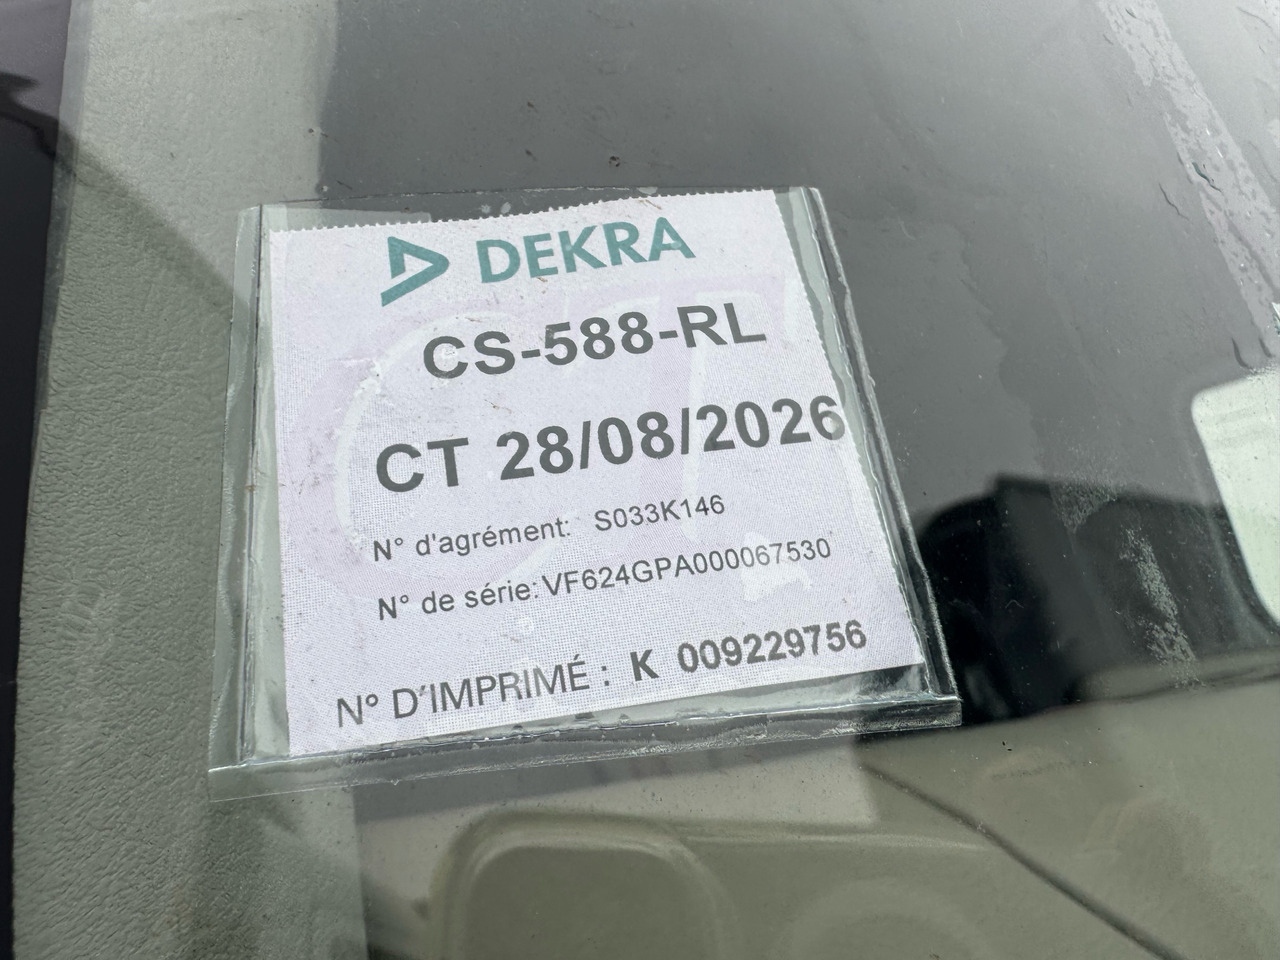 DEKRA
CS-588-RL
CT 28/08/2026
N° d'agrément: S033K146
N° de série: VF624GPA000067530
N° D'IMPRIMÉ : K 009229756